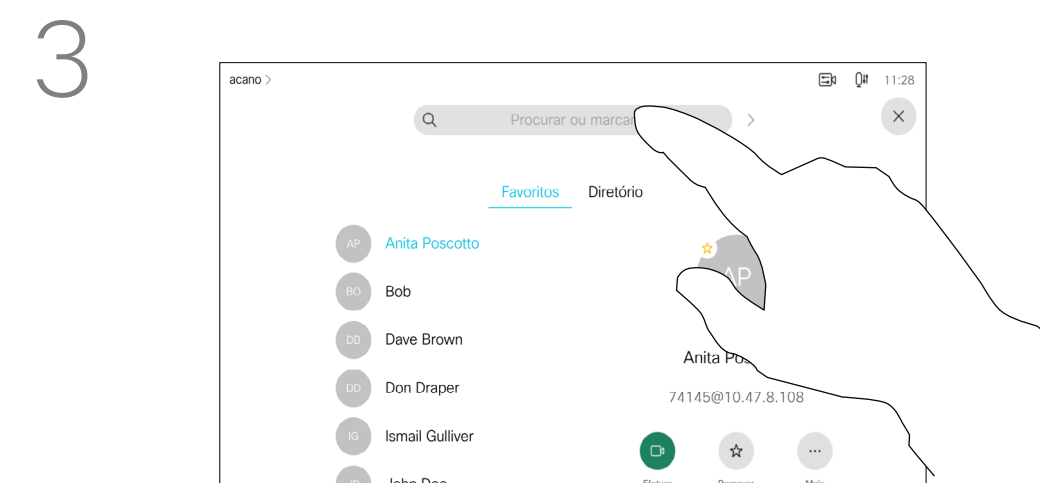 3
acano >
11:28
Procurar ou marcar
Favoritos Diretório
AP Anita Poscotto
AP
BO Bob
DB Dave Brown
Anita
DD Don Draper
74145@10.47.8.108
IG Ismail Gulliver